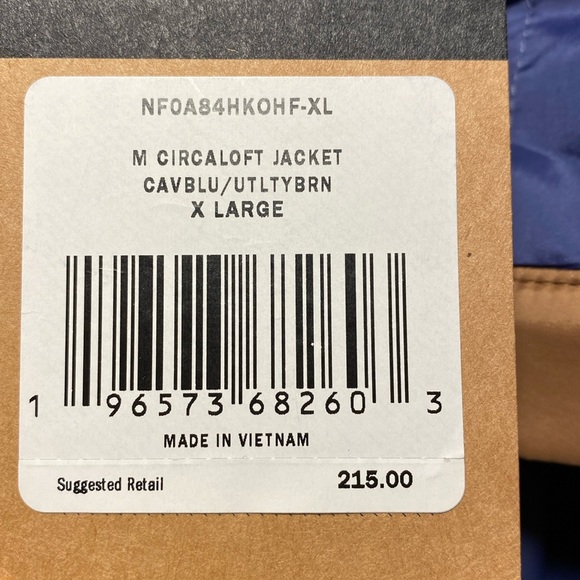 NF0A84HKOHF-XL
M CIRCALOFT JACKET
CAVBLU/UTLTYBRN
X LARGE
1 96573 68260 3
MADE IN VIETNAM
Suggested Retail 215.00